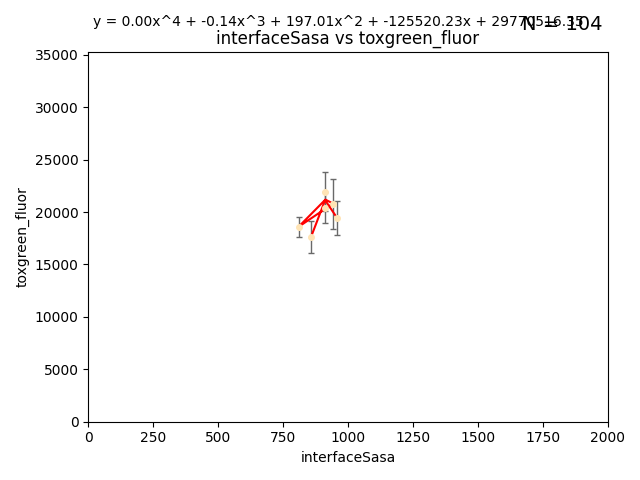 y = 0.00x^4 + -0.14x^3 + 197.01x^2 + -125520.23x + 29770516.35
N = 104
interfaceSasa vs toxgreen_fluor
35000
30000
25000
20000
15000
10000
5000
0
toxgreen_fluor
0 250 500 750 1000 1250 1500 1750 2000
interfaceSasa